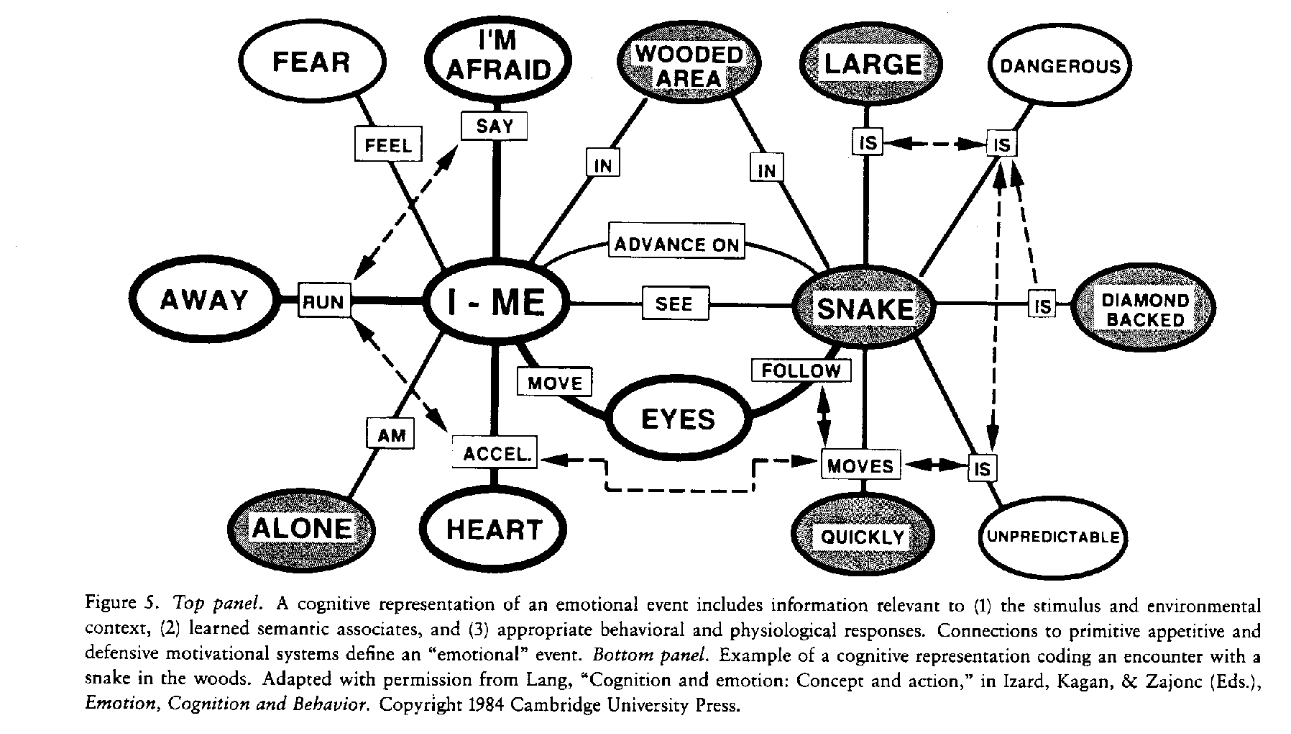 FEAR
I'M
AFRAID
WOODED
AREA
LARGE
DANGEROUS
SAY
FEEL
IS
IS
IN
IN
ADVANCE ON
AWAY
RUN
I - ME
SEE
SNAKE
IS
DIAMOND
BACKED
MOVE
FOLLOW
EYES
AM
ACCEL.
MOVES
IS
ALONE
HEART
QUICKLY
UNPREDICTABLE
Figure 5. Top panel. A cognitive representation of an emotional event includes information relevant to (1) the stimulus and environmental
context, (2) learned semantic associates, and (3) appropriate behavioral and physiological responses. Connections to primitive appetitive and
defensive motivational systems define an "emotional" event. Bottom panel. Example of a cognitive representation coding an encounter with a
snake in the woods. Adapted with permission from Lang, "Cognition and emotion: Concept and action," in Izard, Kagan, & Zajonc (Eds.),
Emotion, Cognition and Behavior. Copyright 1984 Cambridge University Press.